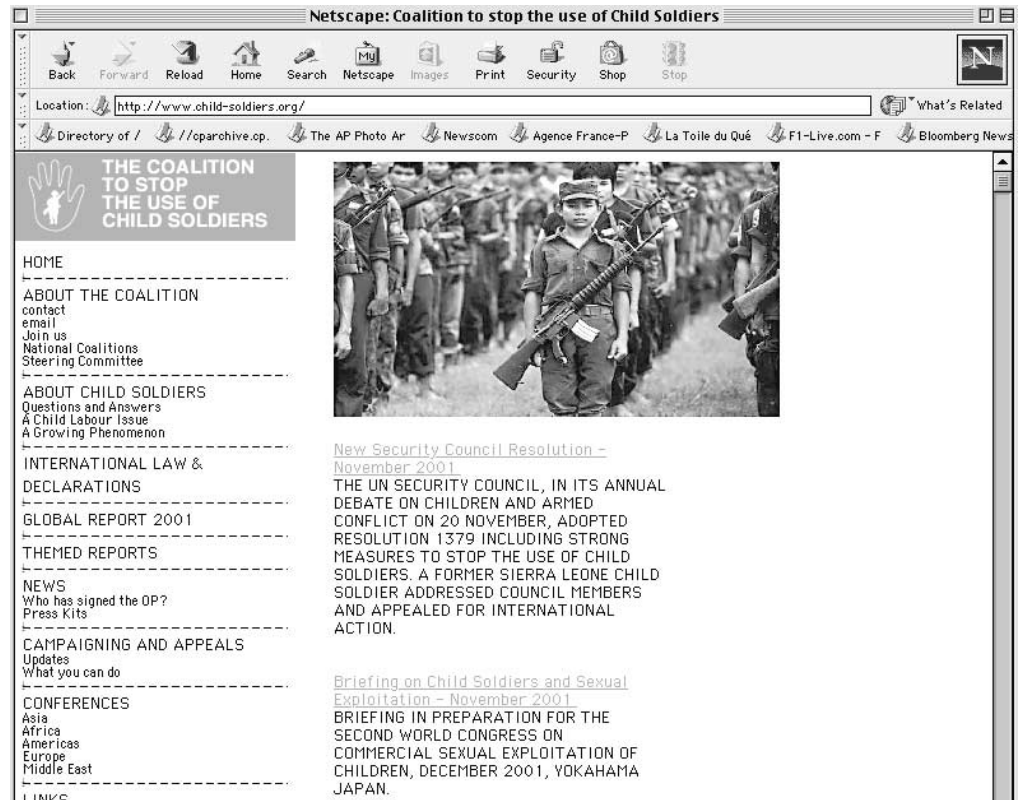 Netscape: Coalition to stop the use of Child Soldiers
Back Forward Reload Home Search Netscape Images Print Security Shop Stop
My
N
Location: http://www.child-soldiers.org/ What's Related
Directory of / //cparchive.cp. The AP Photo Ar Newscom Agence France-P La Toile du Qué F1-Live.com - F Bloomberg News
THE COALITION
TO STOP
THE USE OF
CHILD SOLDIERS
HOME
ABOUT THE COALITION
contact
email
Join us
National Coalitions
Steering Committee
ABOUT CHILD SOLDIERS
Questions and Answers
A Child Labour Issue
A Growing Phenomenon
INTERNATIONAL LAW &
DECLARATIONS
GLOBAL REPORT 2001
THEMED REPORTS
NEWS
Who has signed the OP?
Press Kits
CAMPAIGNING AND APPEALS
Updates
What you can do
CONFERENCES
Asia
Africa
Americas
Europe
Middle East
LINKS
New Security Council Resolution -
November 2001
THE UN SECURITY COUNCIL, IN ITS ANNUAL
DEBATE ON CHILDREN AND ARMED
CONFLICT ON 20 NOVEMBER, ADOPTED
RESOLUTION 1379 INCLUDING STRONG
MEASURES TO STOP THE USE OF CHILD
SOLDIERS. A FORMER SIERRA LEONE CHILD
SOLDIER ADDRESSED COUNCIL MEMBERS
AND APPEALED FOR INTERNATIONAL
ACTION.
Briefing on Child Soldiers and Sexual
Exploitation - November 2001
BRIEFING IN PREPARATION FOR THE
SECOND WORLD CONGRESS ON
COMMERCIAL SEXUAL EXPLOITATION OF
CHILDREN, DECEMBER 2001, YOKAHAMA
JAPAN.